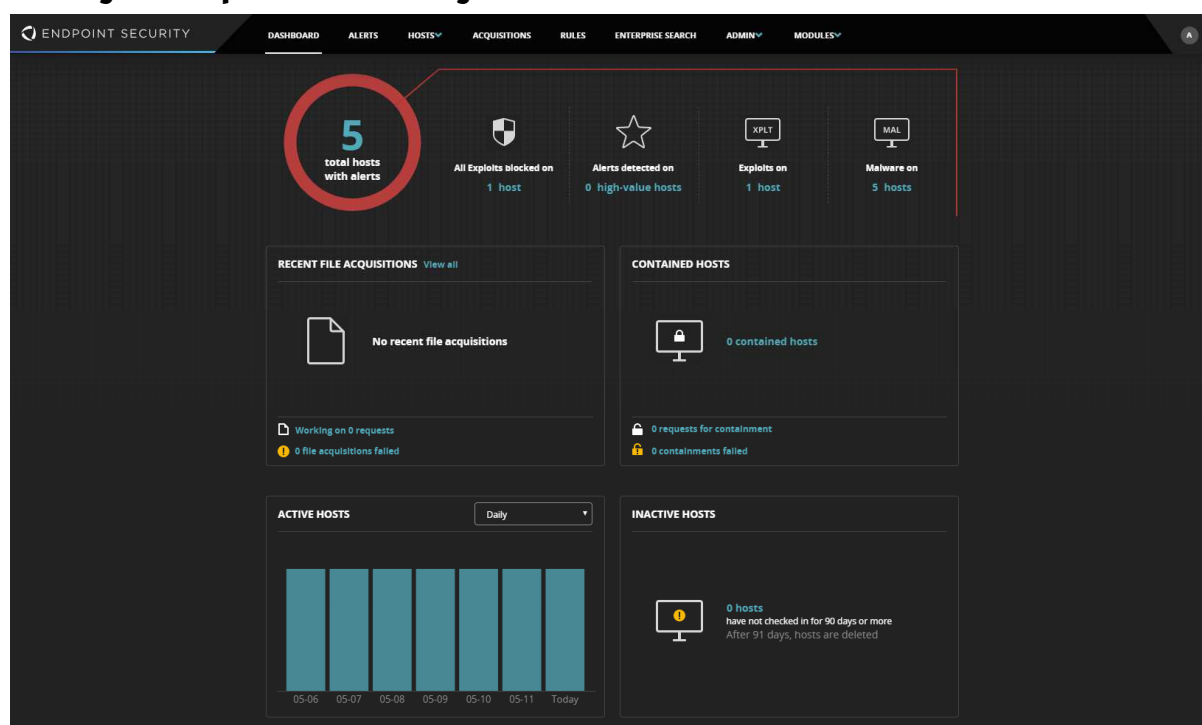 ENDPOINT SECURITY
DASHBOARD ALERTS HOSTS ACQUISITIONS RULES ENTERPRISE SEARCH ADMIN MODULES
A
5
total hosts
with alerts
All Exploits blocked on
1 host
Alerts detected on
0 high-value hosts
XPLT
Exploits on
1 host
MAL
Malware on
5 hosts
RECENT FILE ACQUISITIONS View all
No recent file acquisitions
Working on 0 requests
0 file acquisitions failed
CONTAINED HOSTS
0 contained hosts
0 requests for containment
0 containments failed
ACTIVE HOSTS
Daily
05-06 05-07 05-08 05-09 05-10 05-11 Today
INACTIVE HOSTS
0 hosts
have not checked in for 90 days or more
After 91 days, hosts are deleted